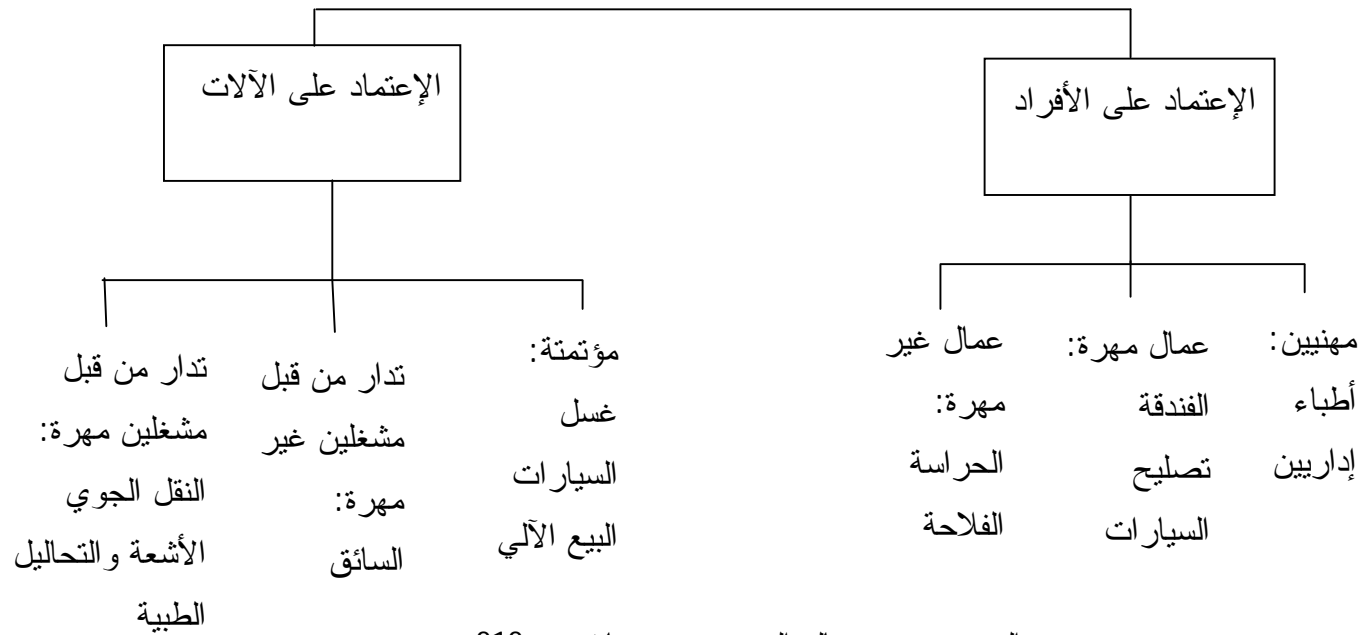 الإعتماد على الأفراد
الإعتماد على الآلات
مهنيين:
أطباء
إداريين
عمال مهرة:
الفندقة
تصليح
السيارات
عمال غير
مهرة:
الحراسة
الفلاحة
مؤتمتة:
غسل
السيارات
البيع الآلي
تدار من قبل
مشغلين غير
مهرة:
السائق
تدار من قبل
مشغلين مهرة:
النقل الجوي
الأشعة والتحاليل
الطبية